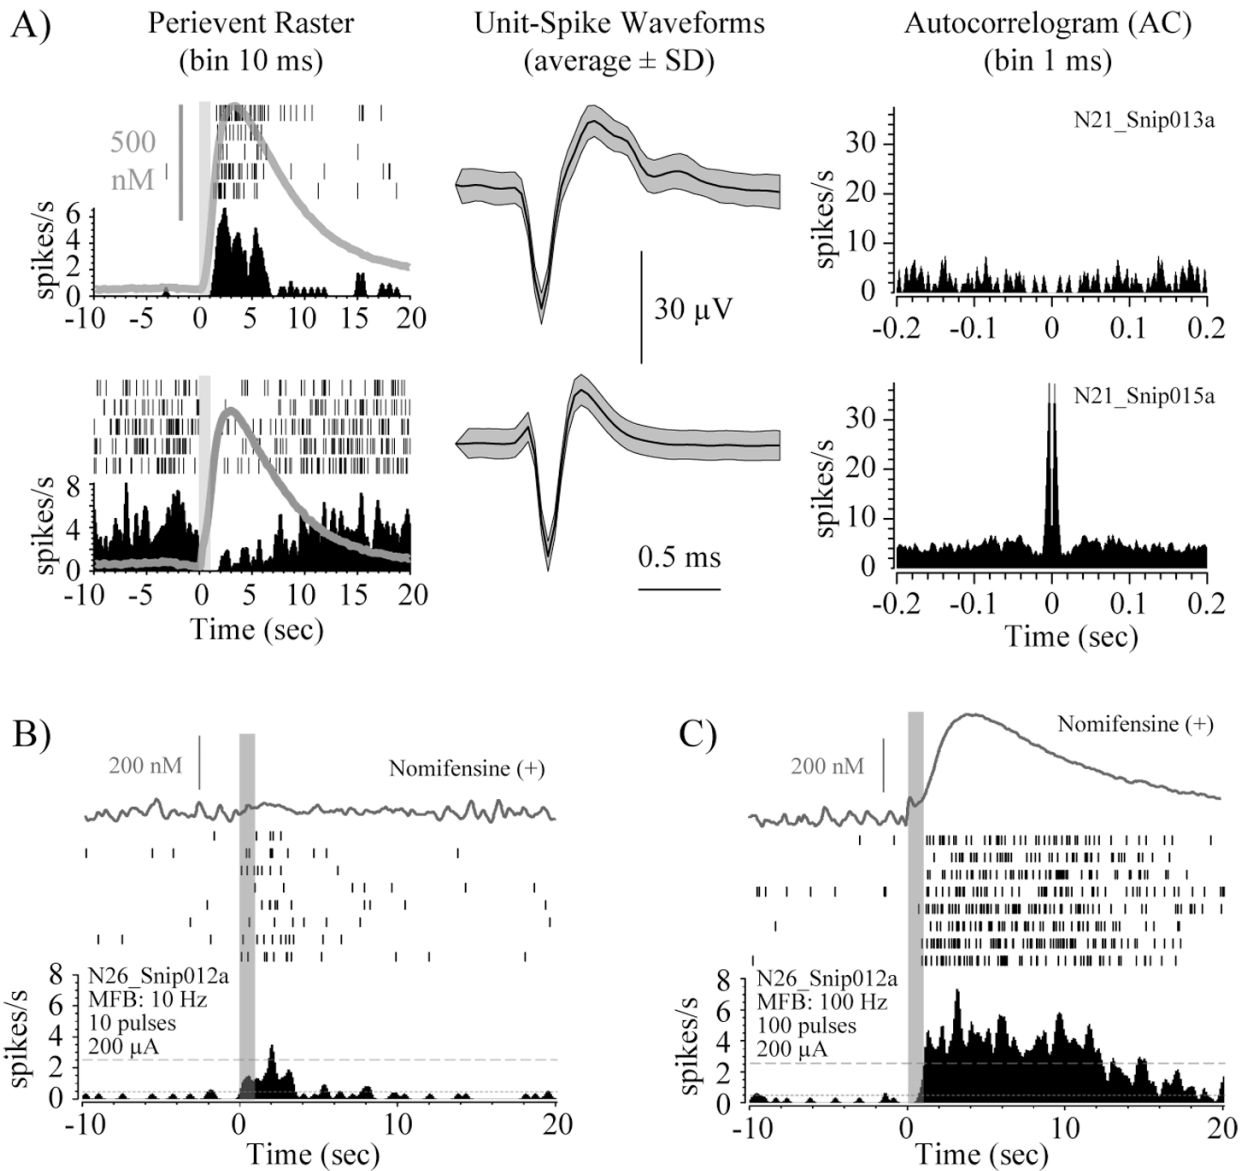 A)
Perievent Raster
(bin 10 ms)
Unit-Spike Waveforms
(average ± SD)
Autocorrelogram (AC)
(bin 1 ms)
500
nM
spikes/s
6
4
2
0
-10 -5 0 5 10 15 20
30 µV
N21_Snip013a
spikes/s
30
20
10
0
-0.2 -0.1 0 0.1 0.2
spikes/s
8
4
0
-10 -5 0 5 10 15 20
Time (sec)
0.5 ms
N21_Snip015a
spikes/s
30
20
10
0
-0.2 -0.1 0 0.1 0.2
Time (sec)
B)
200 nM
Nomifensine (+)
N26_Snip012a
MFB: 10 Hz
10 pulses
200 µA
spikes/s
8
6
4
2
0
-10 0 10 20
Time (sec)
C)
200 nM
Nomifensine (+)
N26_Snip012a
MFB: 100 Hz
100 pulses
200 µA
spikes/s
8
6
4
2
0
-10 0 10 20
Time (sec)